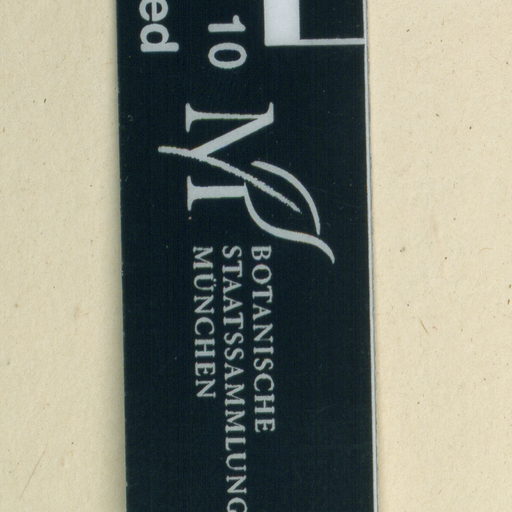 ed
10
BOTANISCHE
STAATSSAMMLUNG
MÜNCHEN